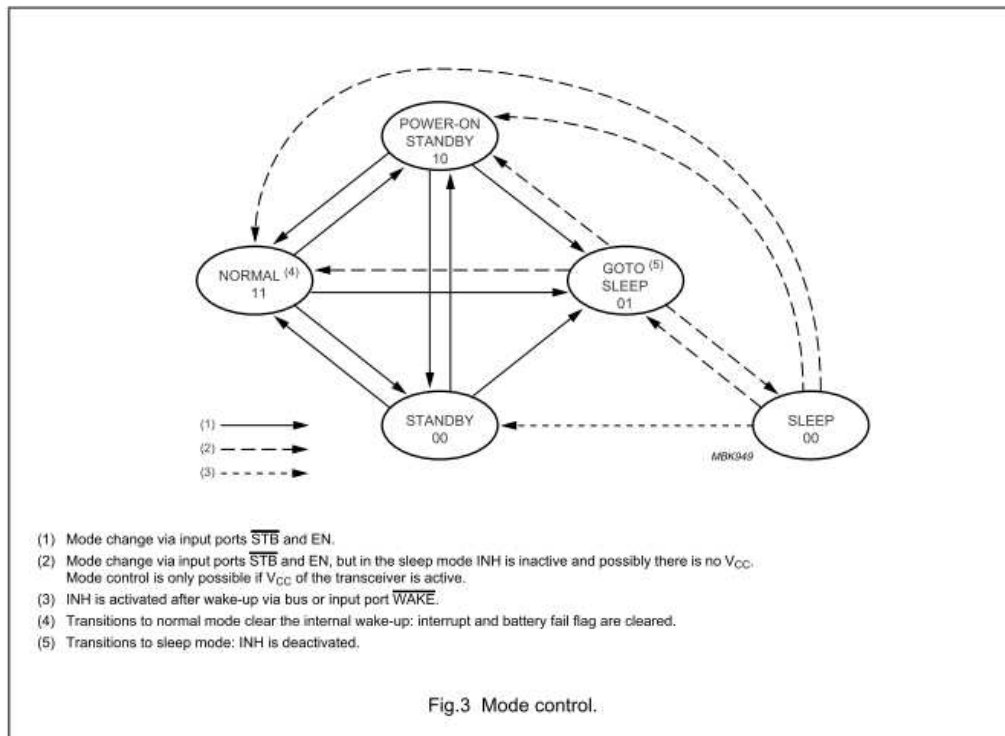 POWER-ON
STANDBY
10
NORMAL (4)
11
GOTO (5)
SLEEP
01
STANDBY
00
SLEEP
00
MBK949
(1)
(2)
(3)
(1) Mode change via input ports S̅T̅B̅ and EN.
(2) Mode change via input ports S̅T̅B̅ and EN, but in the sleep mode INH is inactive and possibly there is no VCC.
Mode control is only possible if VCC of the transceiver is active.
(3) INH is activated after wake-up via bus or input port W̅A̅K̅E̅.
(4) Transitions to normal mode clear the internal wake-up: interrupt and battery fail flag are cleared.
(5) Transitions to sleep mode: INH is deactivated.
Fig.3 Mode control.